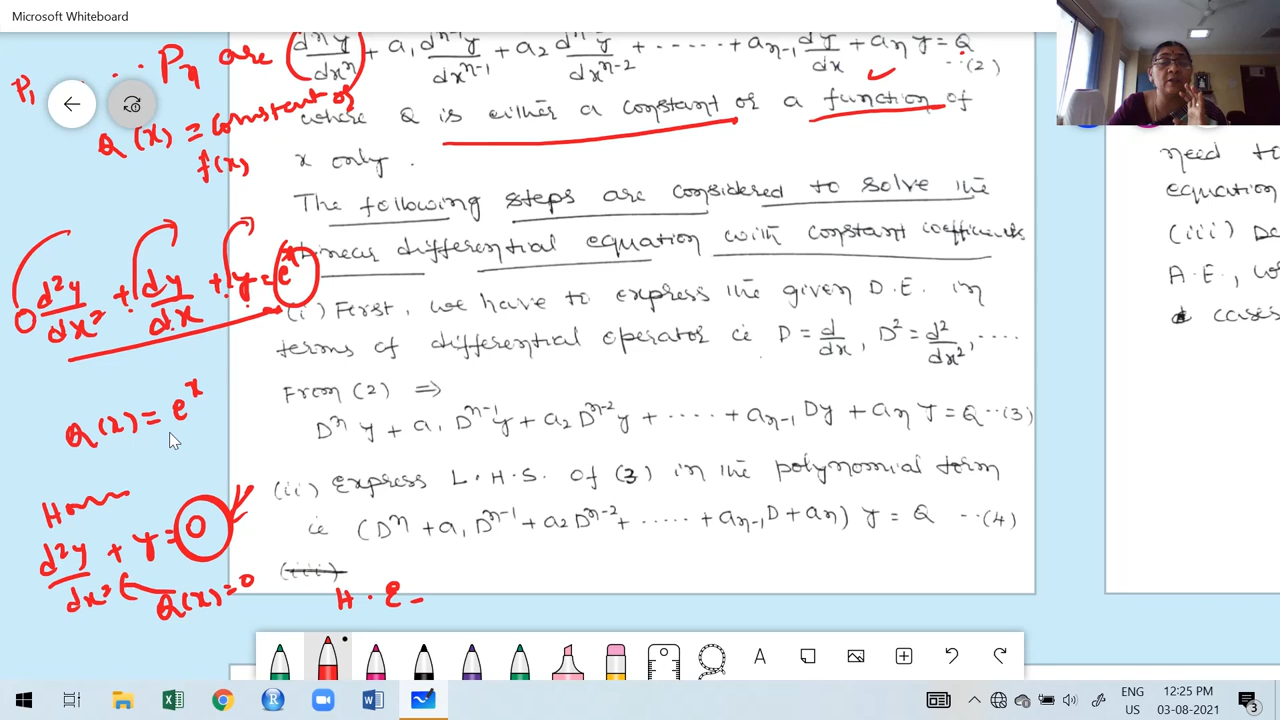 Microsoft Whiteboard
P1 ... Pn are
Q(x) = constant or
f(x)
dⁿy/dxⁿ + a₁ dⁿ⁻¹y/dxⁿ⁻¹ + a₂ dⁿ⁻²y/dxⁿ⁻² + ...... + aₙ₋₁ dy/dx + aₙ y = Q ...(2)
where Q is either a constant or a function of
x only.
The following steps are considered to solve the
linear differential equation with constant coefficients
(i) First, we have to express the given D.E. in
terms of differential operator ie D = d/dx, D² = d²/dx², ....
From (2) ⇒
Dⁿ y + a₁ Dⁿ⁻¹y + a₂ Dⁿ⁻²y + ..... + aₙ₋₁ Dy + aₙ y = Q ..(3)
(ii) express L.H.S. of (3) in the polynomial form
ie (Dⁿ + a₁ Dⁿ⁻¹ + a₂ Dⁿ⁻² + ...... + aₙ₋₁ D + aₙ) y = Q ..(4)
(iii)
d²y/dx² + dy/dx + y = eˣ
Q(x) = eˣ
d²y/dx² + y = 0
Q(x) = 0
H.E.
need to
equation
(iii) De
A.E., w
cases
A
ENG
US
12:25 PM
03-08-2021
3